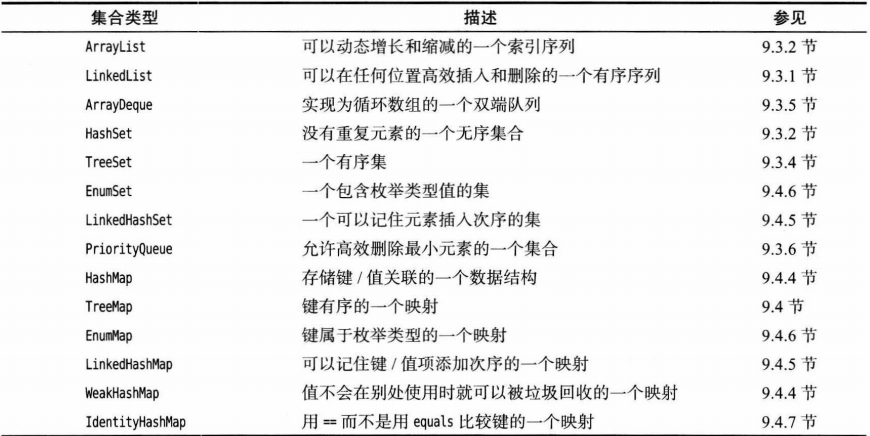 集合类型 描述 参见
ArrayList 可以动态增长和缩减的一个索引序列 9.3.2 节
LinkedList 可以在任何位置高效插入和删除的一个有序序列 9.3.1 节
ArrayDeque 实现为循环数组的一个双端队列 9.3.5 节
HashSet 没有重复元素的一个无序集合 9.3.2 节
TreeSet 一个有序集 9.3.4 节
EnumSet 一个包含枚举类型值的集 9.4.6 节
LinkedHashSet 一个可以记住元素插入次序的集 9.4.5 节
PriorityQueue 允许高效删除最小元素的一个集合 9.3.6 节
HashMap 存储键 / 值关联的一个数据结构 9.4.4 节
TreeMap 键有序的一个映射 9.4 节
EnumMap 键属于枚举类型的一个映射 9.4.6 节
LinkedHashMap 可以记住键 / 值项添加次序的一个映射 9.4.5 节
WeakHashMap 值不会在别处使用时就可以被垃圾回收的一个映射 9.4.4 节
IdentityHashMap 用 == 而不是用 equals 比较键的一个映射 9.4.7 节